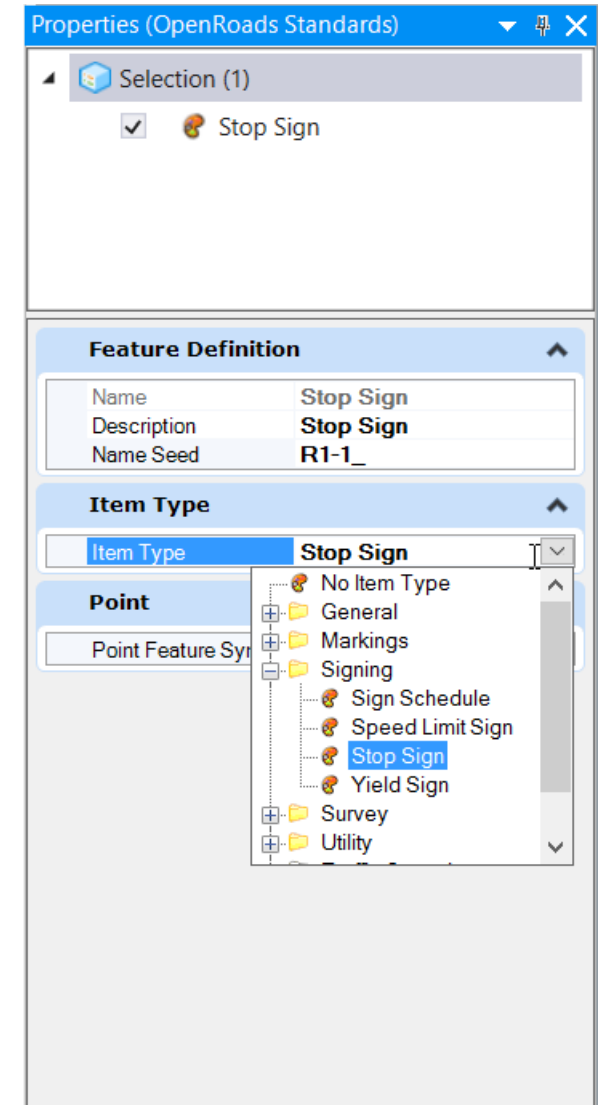 Properties (OpenRoads Standards)
Selection (1)
Stop Sign
Feature Definition
Name Stop Sign
Description Stop Sign
Name Seed R1-1_
Item Type
Item Type Stop Sign
No Item Type
Point
General
Markings
Point Feature Syr
Signing
Sign Schedule
Speed Limit Sign
Stop Sign
Yield Sign
Survey
Utility